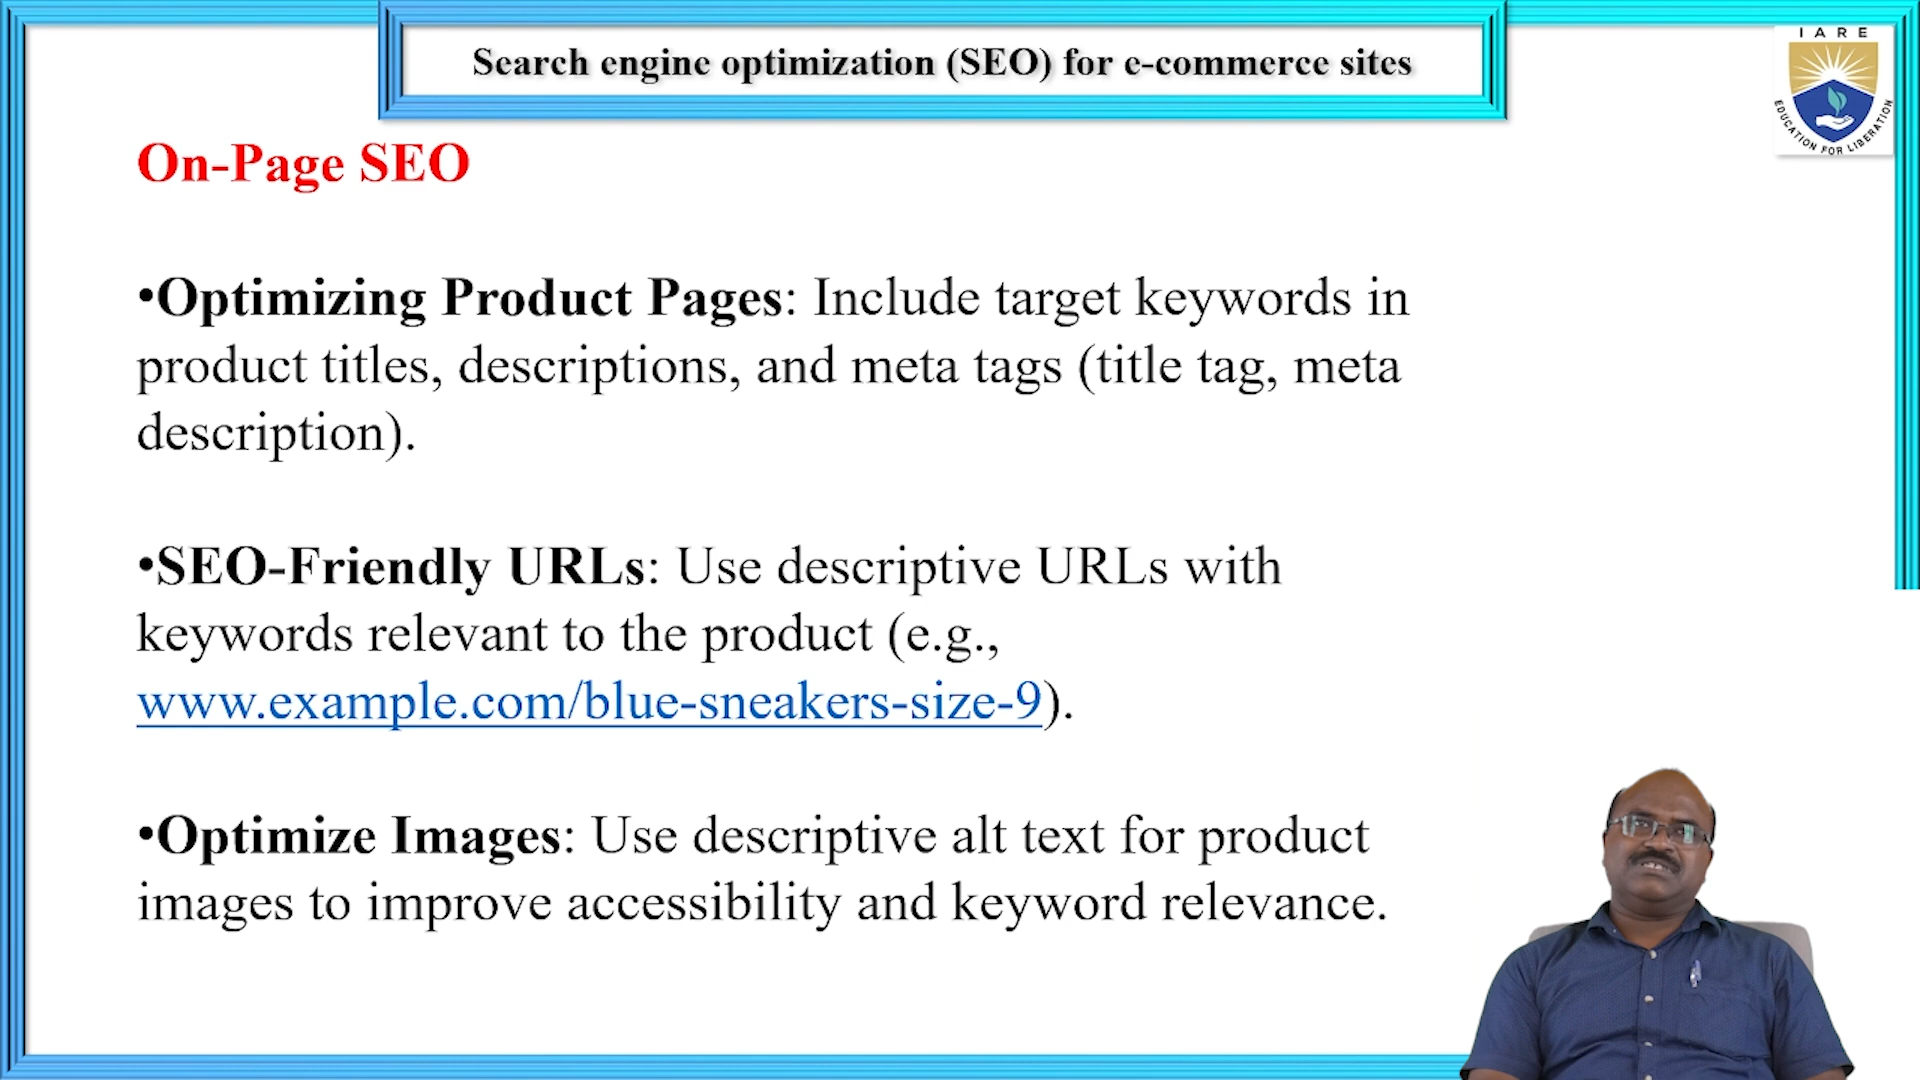 Search engine optimization (SEO) for e-commerce sites
I A R E
EDUCATION FOR LIBERATION
On-Page SEO
•Optimizing Product Pages: Include target keywords in
product titles, descriptions, and meta tags (title tag, meta
description).
•SEO-Friendly URLs: Use descriptive URLs with
keywords relevant to the product (e.g.,
www.example.com/blue-sneakers-size-9).
•Optimize Images: Use descriptive alt text for product
images to improve accessibility and keyword relevance.